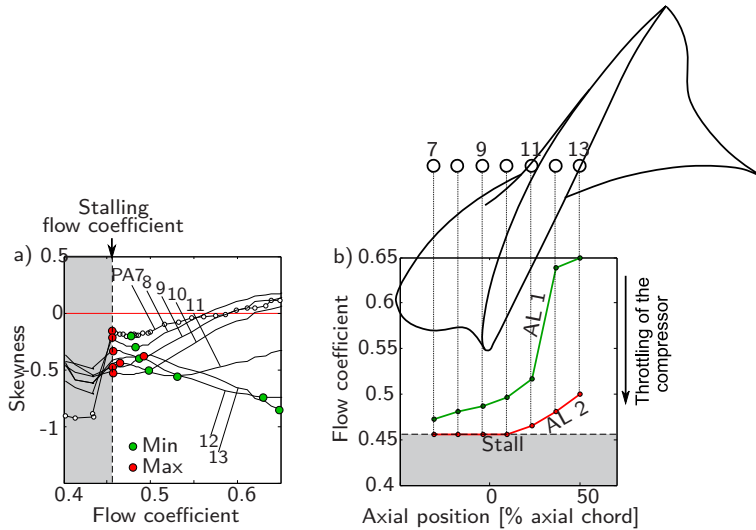 7 9 11 13
Stalling
flow coefficient
a)
0.5
0
-0.5
-1
Skewness
PA7
8
9
10
11
12
13
Min
Max
0.4 0.5 0.6
Flow coefficient
b)
0.65
0.6
0.5
0.45
0.4
Flow coefficient
AL 1
AL 2
Stall
0 50
Axial position [% axial chord]
Throttling of the
compressor